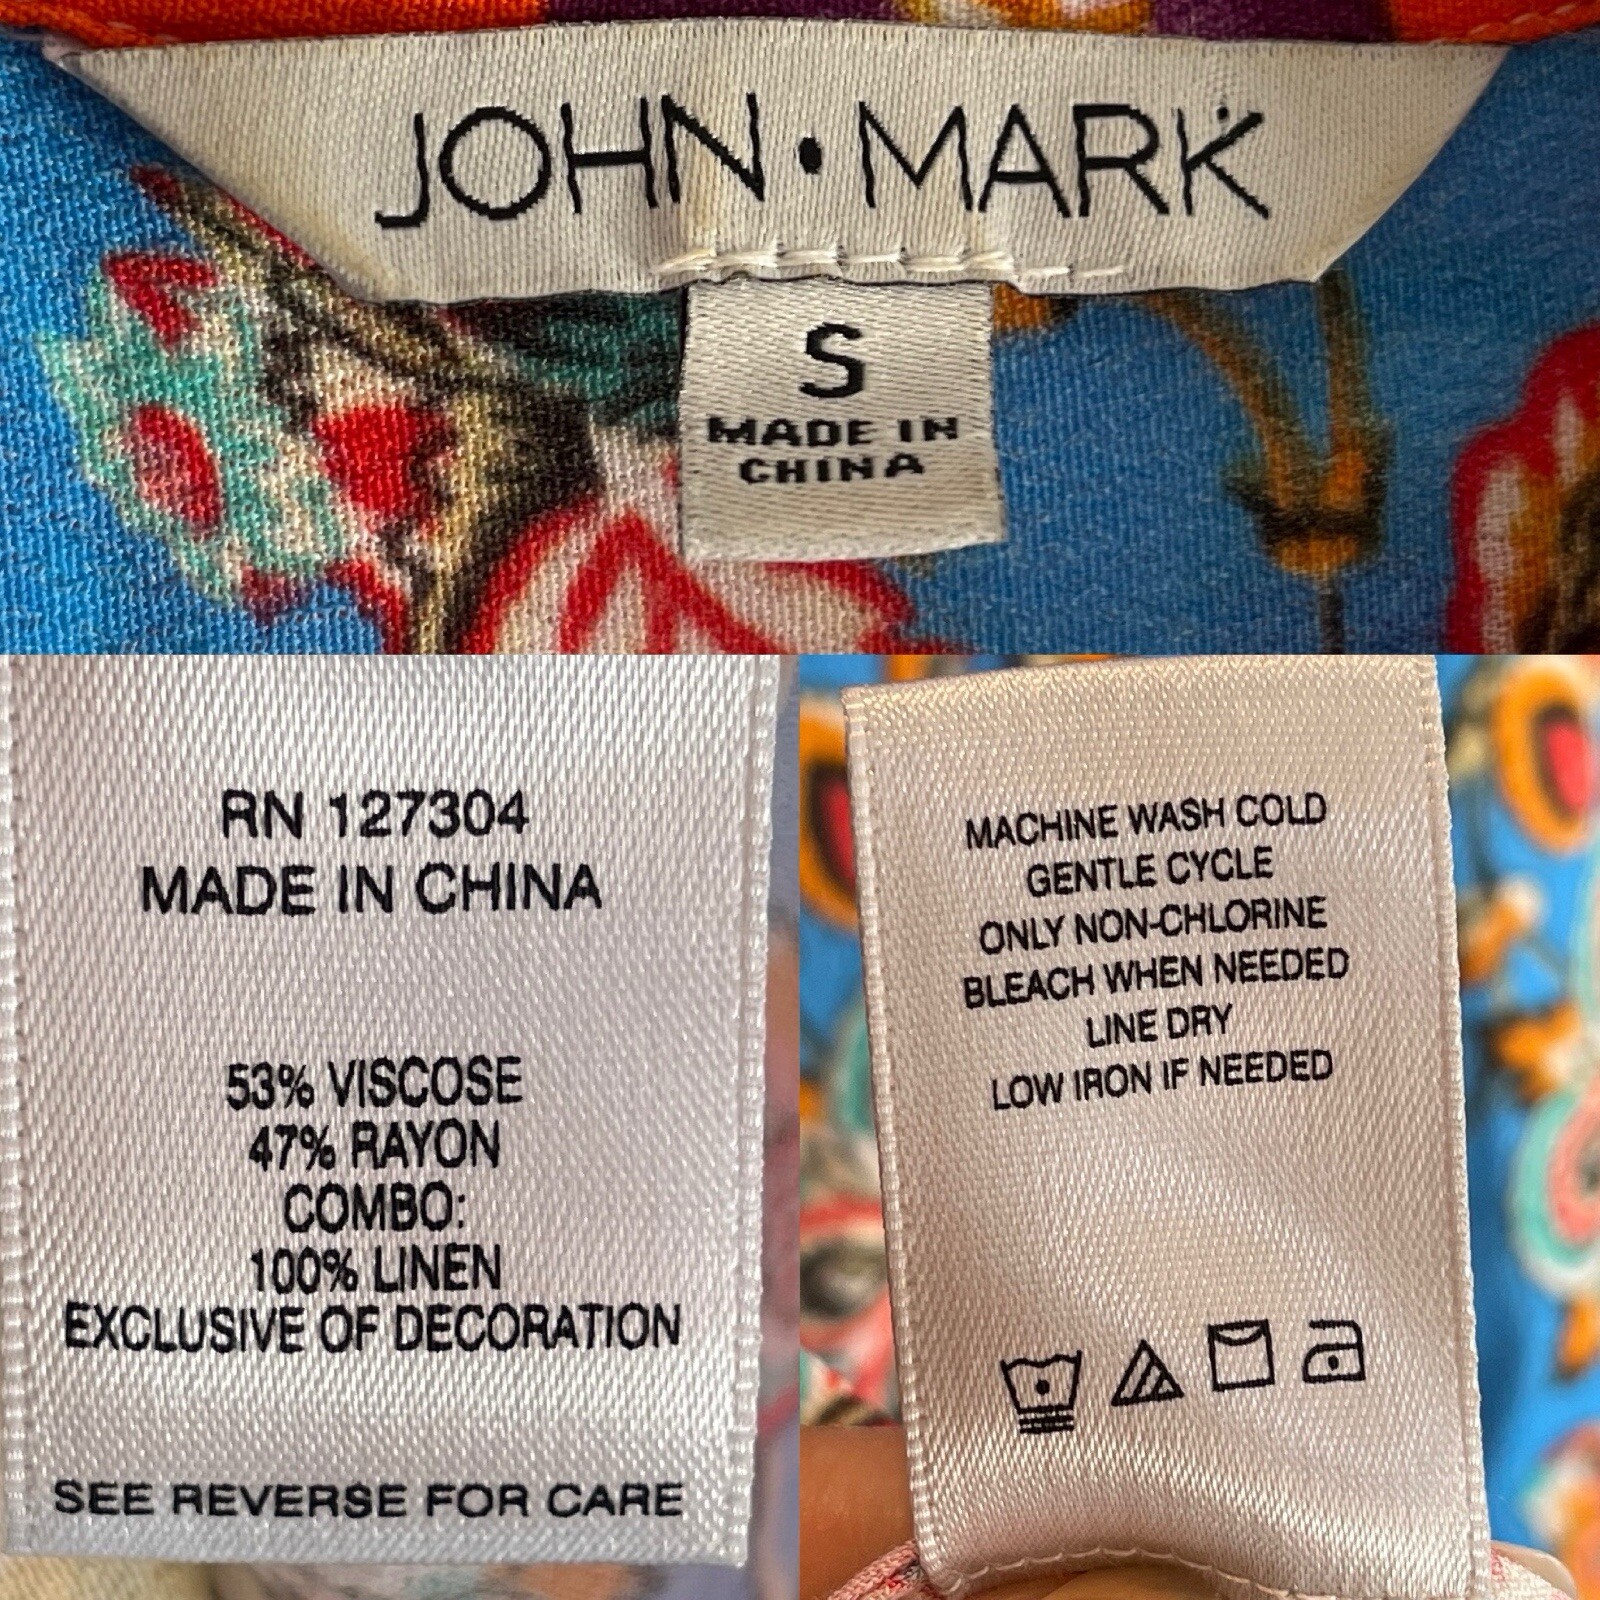 JOHN • MARK
S
MADE IN
CHINA
RN 127304
MADE IN CHINA
53% VISCOSE
47% RAYON
COMBO:
100% LINEN
EXCLUSIVE OF DECORATION
SEE REVERSE FOR CARE
MACHINE WASH COLD
GENTLE CYCLE
ONLY NON-CHLORINE
BLEACH WHEN NEEDED
LINE DRY
LOW IRON IF NEEDED